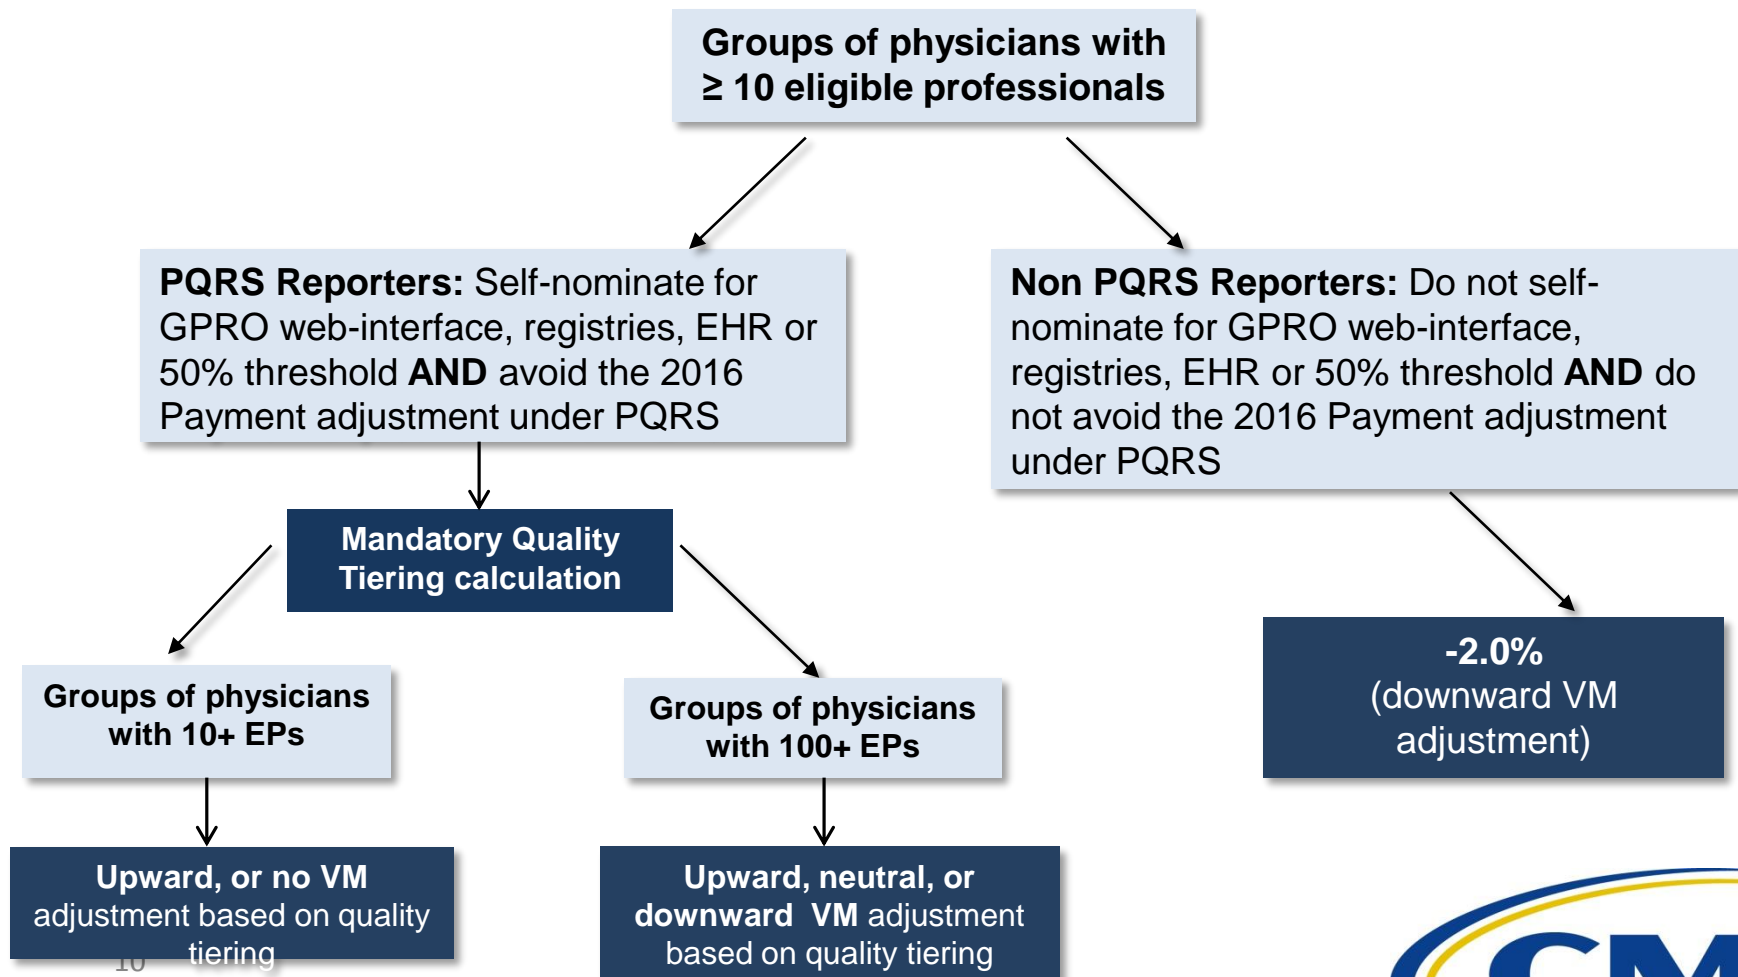 Groups of physicians with
≥ 10 eligible professionals
PQRS Reporters: Self-nominate for
GPRO web-interface, registries, EHR or
50% threshold AND avoid the 2016
Payment adjustment under PQRS
Non PQRS Reporters: Do not self-
nominate for GPRO web-interface,
registries, EHR or 50% threshold AND do
not avoid the 2016 Payment adjustment
under PQRS
Mandatory Quality
Tiering calculation
Groups of physicians
with 10+ EPs
Groups of physicians
with 100+ EPs
-2.0%
(downward VM
adjustment)
Upward, or no VM
adjustment based on quality
tiering
Upward, neutral, or
downward VM adjustment
based on quality tiering
10
CM